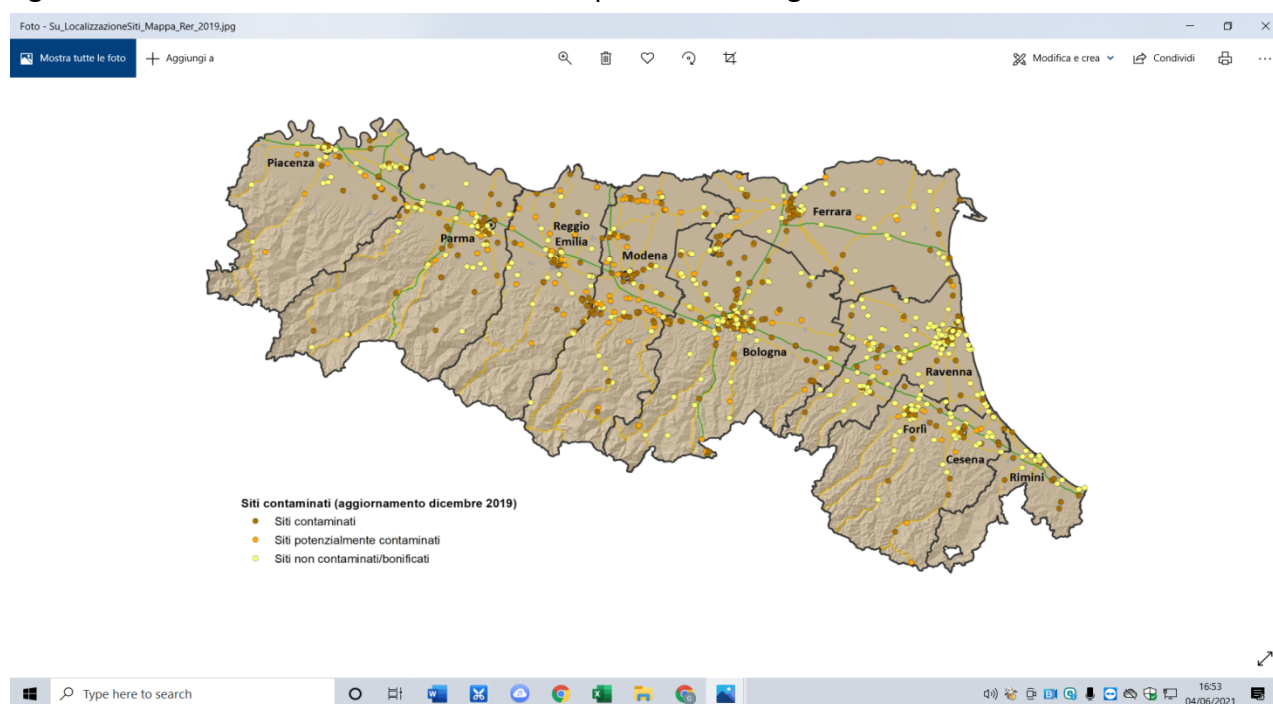 Foto - Su_LocalizzazioneSiti_Mappa_Rer_2019.jpg
Mostra tutte le foto
Aggiungi a
Modifica e crea
Condividi
Piacenza
Parma
Reggio
Emilia
Modena
Ferrara
Bologna
Ravenna
Forlì
Cesena
Rimini
Siti contaminati (aggiornamento dicembre 2019)
Siti contaminati
Siti potenzialmente contaminati
Siti non contaminati/bonificati
Type here to search
16:53
04/06/2021